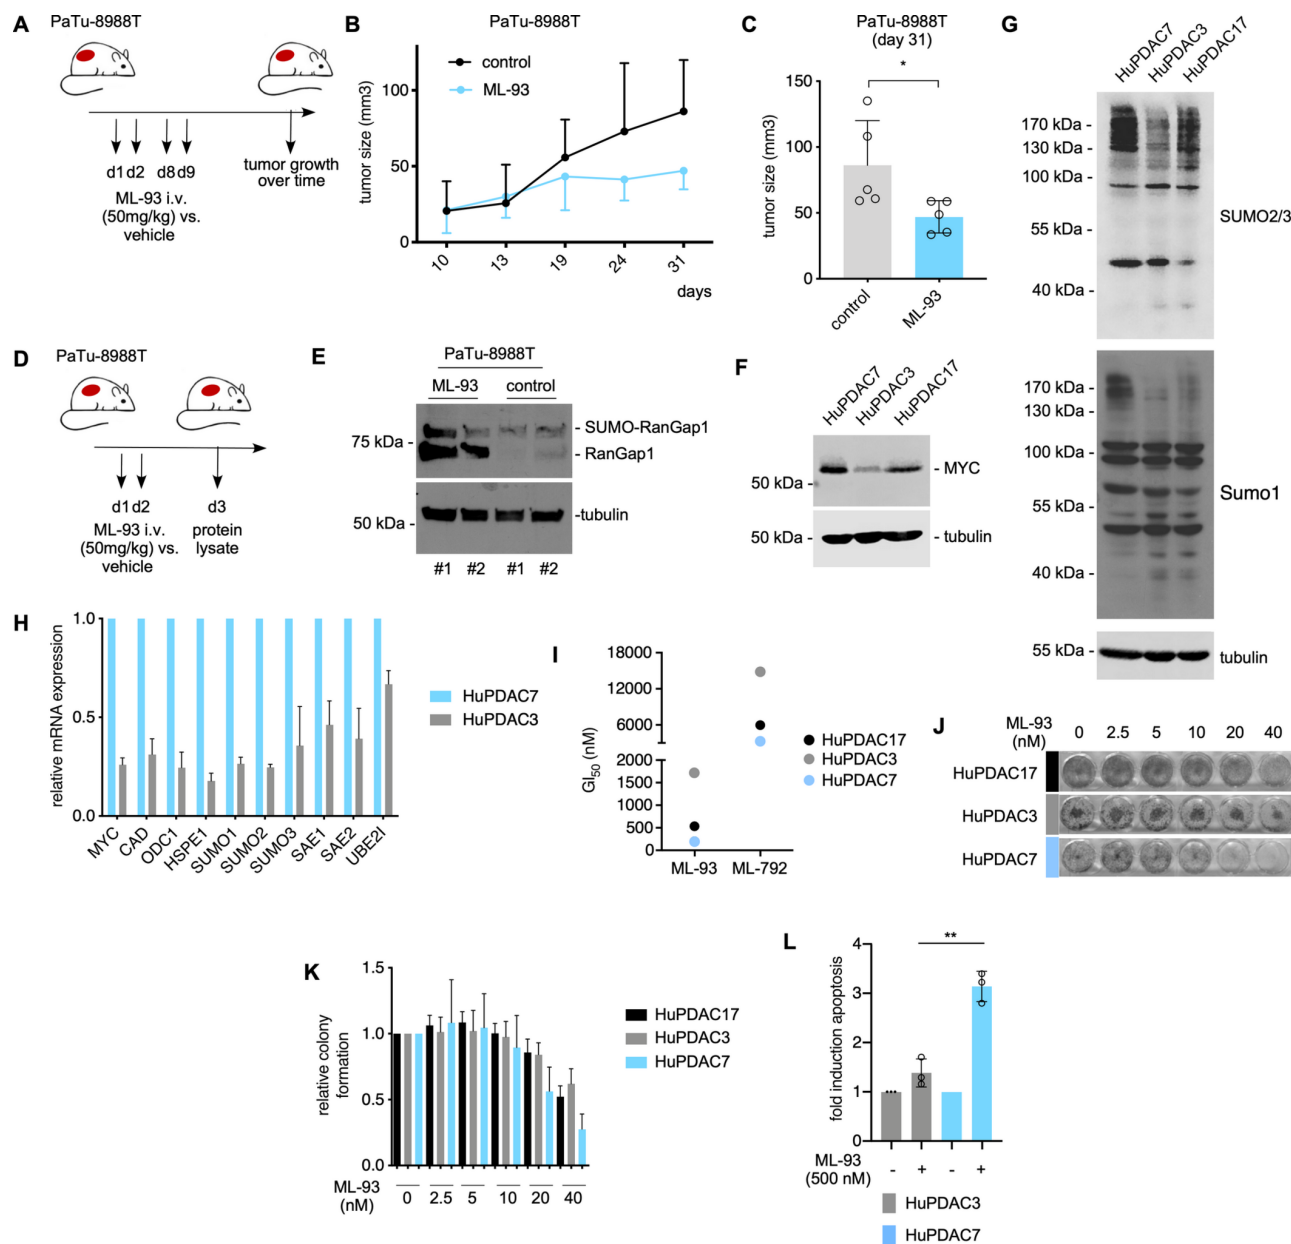 A
PaTu-8988T
d1 d2 d8 d9
ML-93 i.v.
(50mg/kg) vs.
vehicle
tumor growth
over time
B
PaTu-8988T
control
ML-93
tumor size (mm3)
100
50
0
10 13 19 24 31
days
C
PaTu-8988T
(day 31)
*
tumor size (mm3)
150
100
50
0
control ML-93
D
PaTu-8988T
d1 d2 d3
ML-93 i.v.
(50mg/kg) vs.
vehicle
protein
lysate
E
PaTu-8988T
ML-93 control
75 kDa -
- SUMO-RanGap1
- RanGap1
50 kDa -
-tubulin
#1 #2 #1 #2
F
HuPDAC7 HuPDAC3 HuPDAC17
50 kDa -
- MYC
50 kDa -
- tubulin
G
HuPDAC7 HuPDAC3 HuPDAC17
170 kDa -
130 kDa -
100 kDa -
55 kDa -
40 kDa -
SUMO2/3
170 kDa -
130 kDa -
100 kDa -
55 kDa -
40 kDa -
Sumo1
55 kDa -
tubulin
H
relative mRNA expression
1.0
0.5
0.0
MYC CAD ODC1 HSPE1 SUMO1 SUMO2 SUMO3 SAE1 SAE2 UBE2I
HuPDAC7
HuPDAC3
I
GI50 (nM)
18000
12000
6000
2000
1500
1000
500
0
ML-93 ML-792
HuPDAC17
HuPDAC3
HuPDAC7
J
ML-93
(nM)
0 2.5 5 10 20 40
HuPDAC17
HuPDAC3
HuPDAC7
K
relative colony
formation
1.5
1.0
0.5
0.0
ML-93
(nM)
0 2.5 5 10 20 40
HuPDAC17
HuPDAC3
HuPDAC7
L
**
fold induction apoptosis
4
3
2
1
0
ML-93
(500 nM)
- + - +
HuPDAC3
HuPDAC7